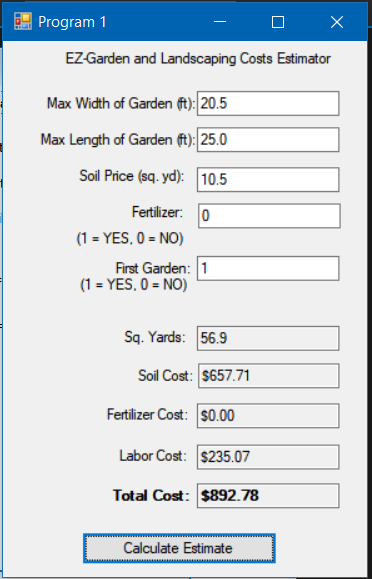 Program 1
EZ-Garden and Landscaping Costs Estimator
Max Width of Garden (ft): 20.5
Max Length of Garden (ft): 25.0
Soil Price (sq. yd): 10.5
Fertilizer: 0
(1 = YES, 0 = NO)
First Garden: 1
(1 = YES, 0 = NO)
Sq. Yards: 56.9
Soil Cost: $657.71
Fertilizer Cost: $0.00
Labor Cost: $235.07
Total Cost: $892.78
Calculate Estimate